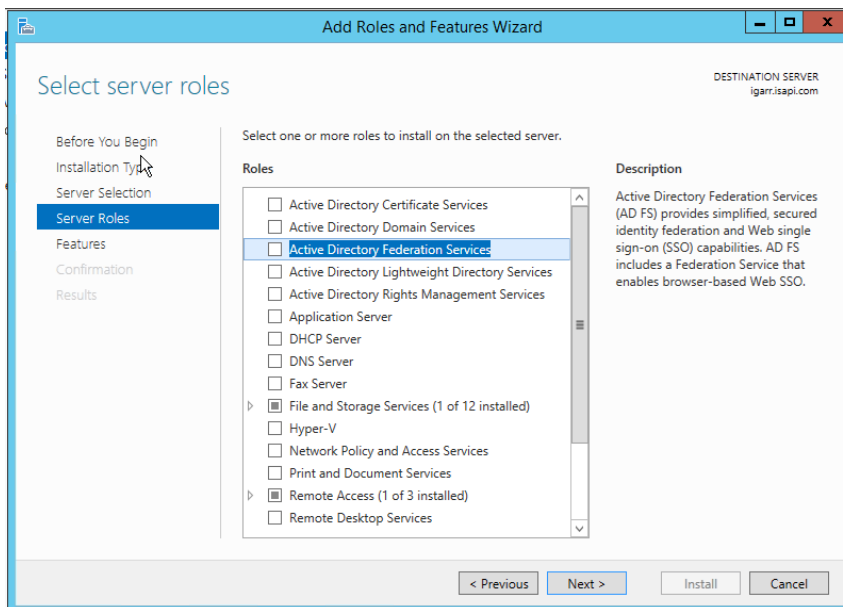 Add Roles and Features Wizard
Select server roles
DESTINATION SERVER
igarr.isapi.com
Before You Begin
Installation Type
Server Selection
Server Roles
Features
Confirmation
Results
Select one or more roles to install on the selected server.
Roles
Active Directory Certificate Services
Active Directory Domain Services
Active Directory Federation Services
Active Directory Lightweight Directory Services
Active Directory Rights Management Services
Application Server
DHCP Server
DNS Server
Fax Server
File and Storage Services (1 of 12 installed)
Hyper-V
Network Policy and Access Services
Print and Document Services
Remote Access (1 of 3 installed)
Remote Desktop Services
Description
Active Directory Federation Services
(AD FS) provides simplified, secured
identity federation and Web single
sign-on (SSO) capabilities. AD FS
includes a Federation Service that
enables browser-based Web SSO.
< Previous
Next >
Install
Cancel